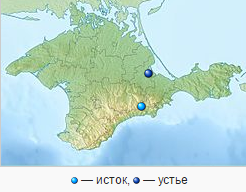 — исток, — устье